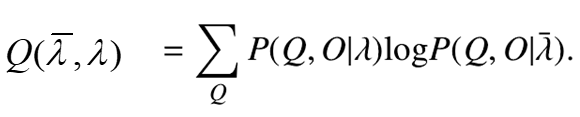 Q(λ̄, λ) = ∑_Q P(Q, O|λ)logP(Q, O|λ̄).